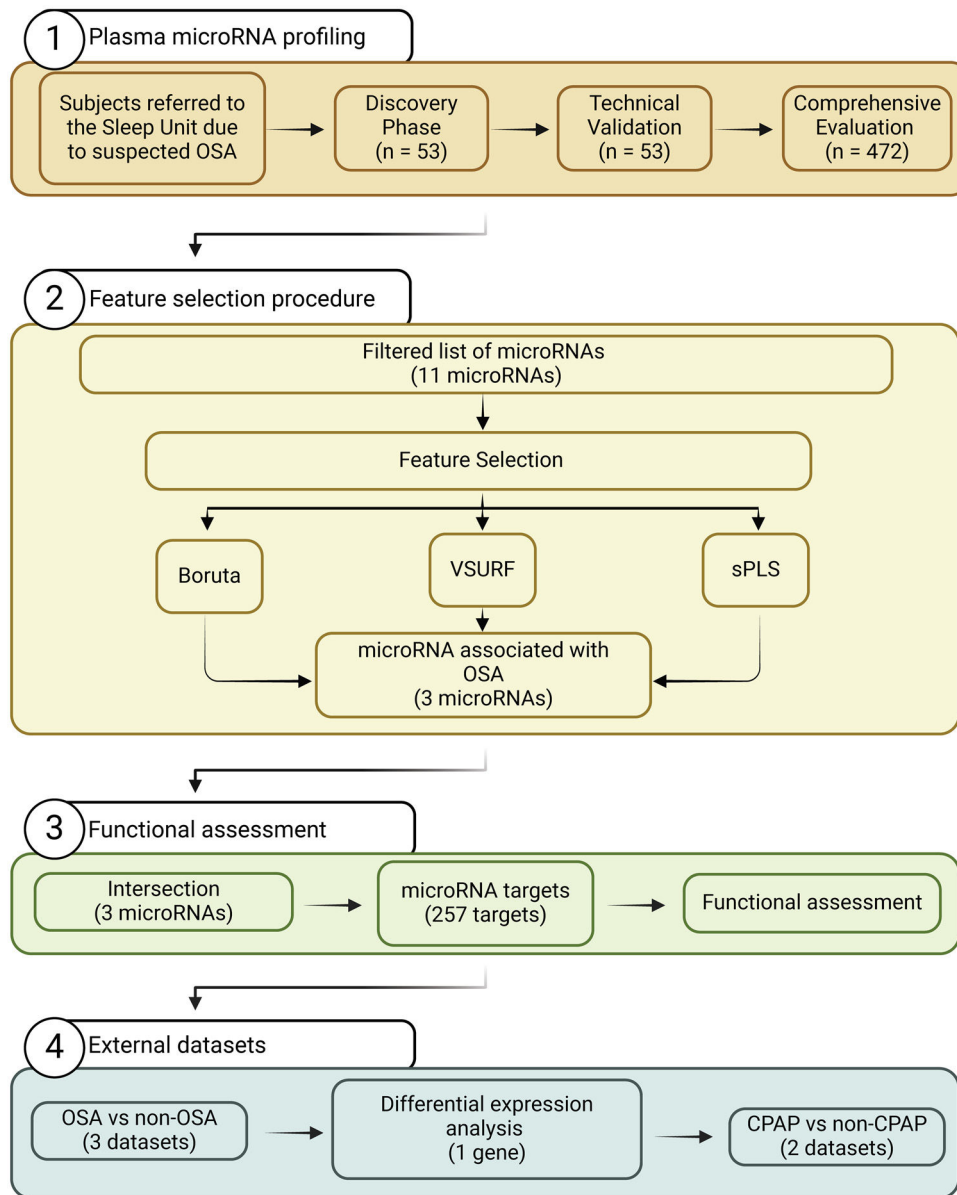 1
Plasma microRNA profiling
Subjects referred to
the Sleep Unit due
to suspected OSA
Discovery
Phase
(n = 53)
Technical
Validation
(n = 53)
Comprehensive
Evaluation
(n = 472)
2
Feature selection procedure
Filtered list of microRNAs
(11 microRNAs)
Feature Selection
Boruta
VSURF
sPLS
microRNA associated with
OSA
(3 microRNAs)
3
Functional assessment
Intersection
(3 microRNAs)
microRNA targets
(257 targets)
Functional assessment
4
External datasets
OSA vs non-OSA
(3 datasets)
Differential expression
analysis
(1 gene)
CPAP vs non-CPAP
(2 datasets)